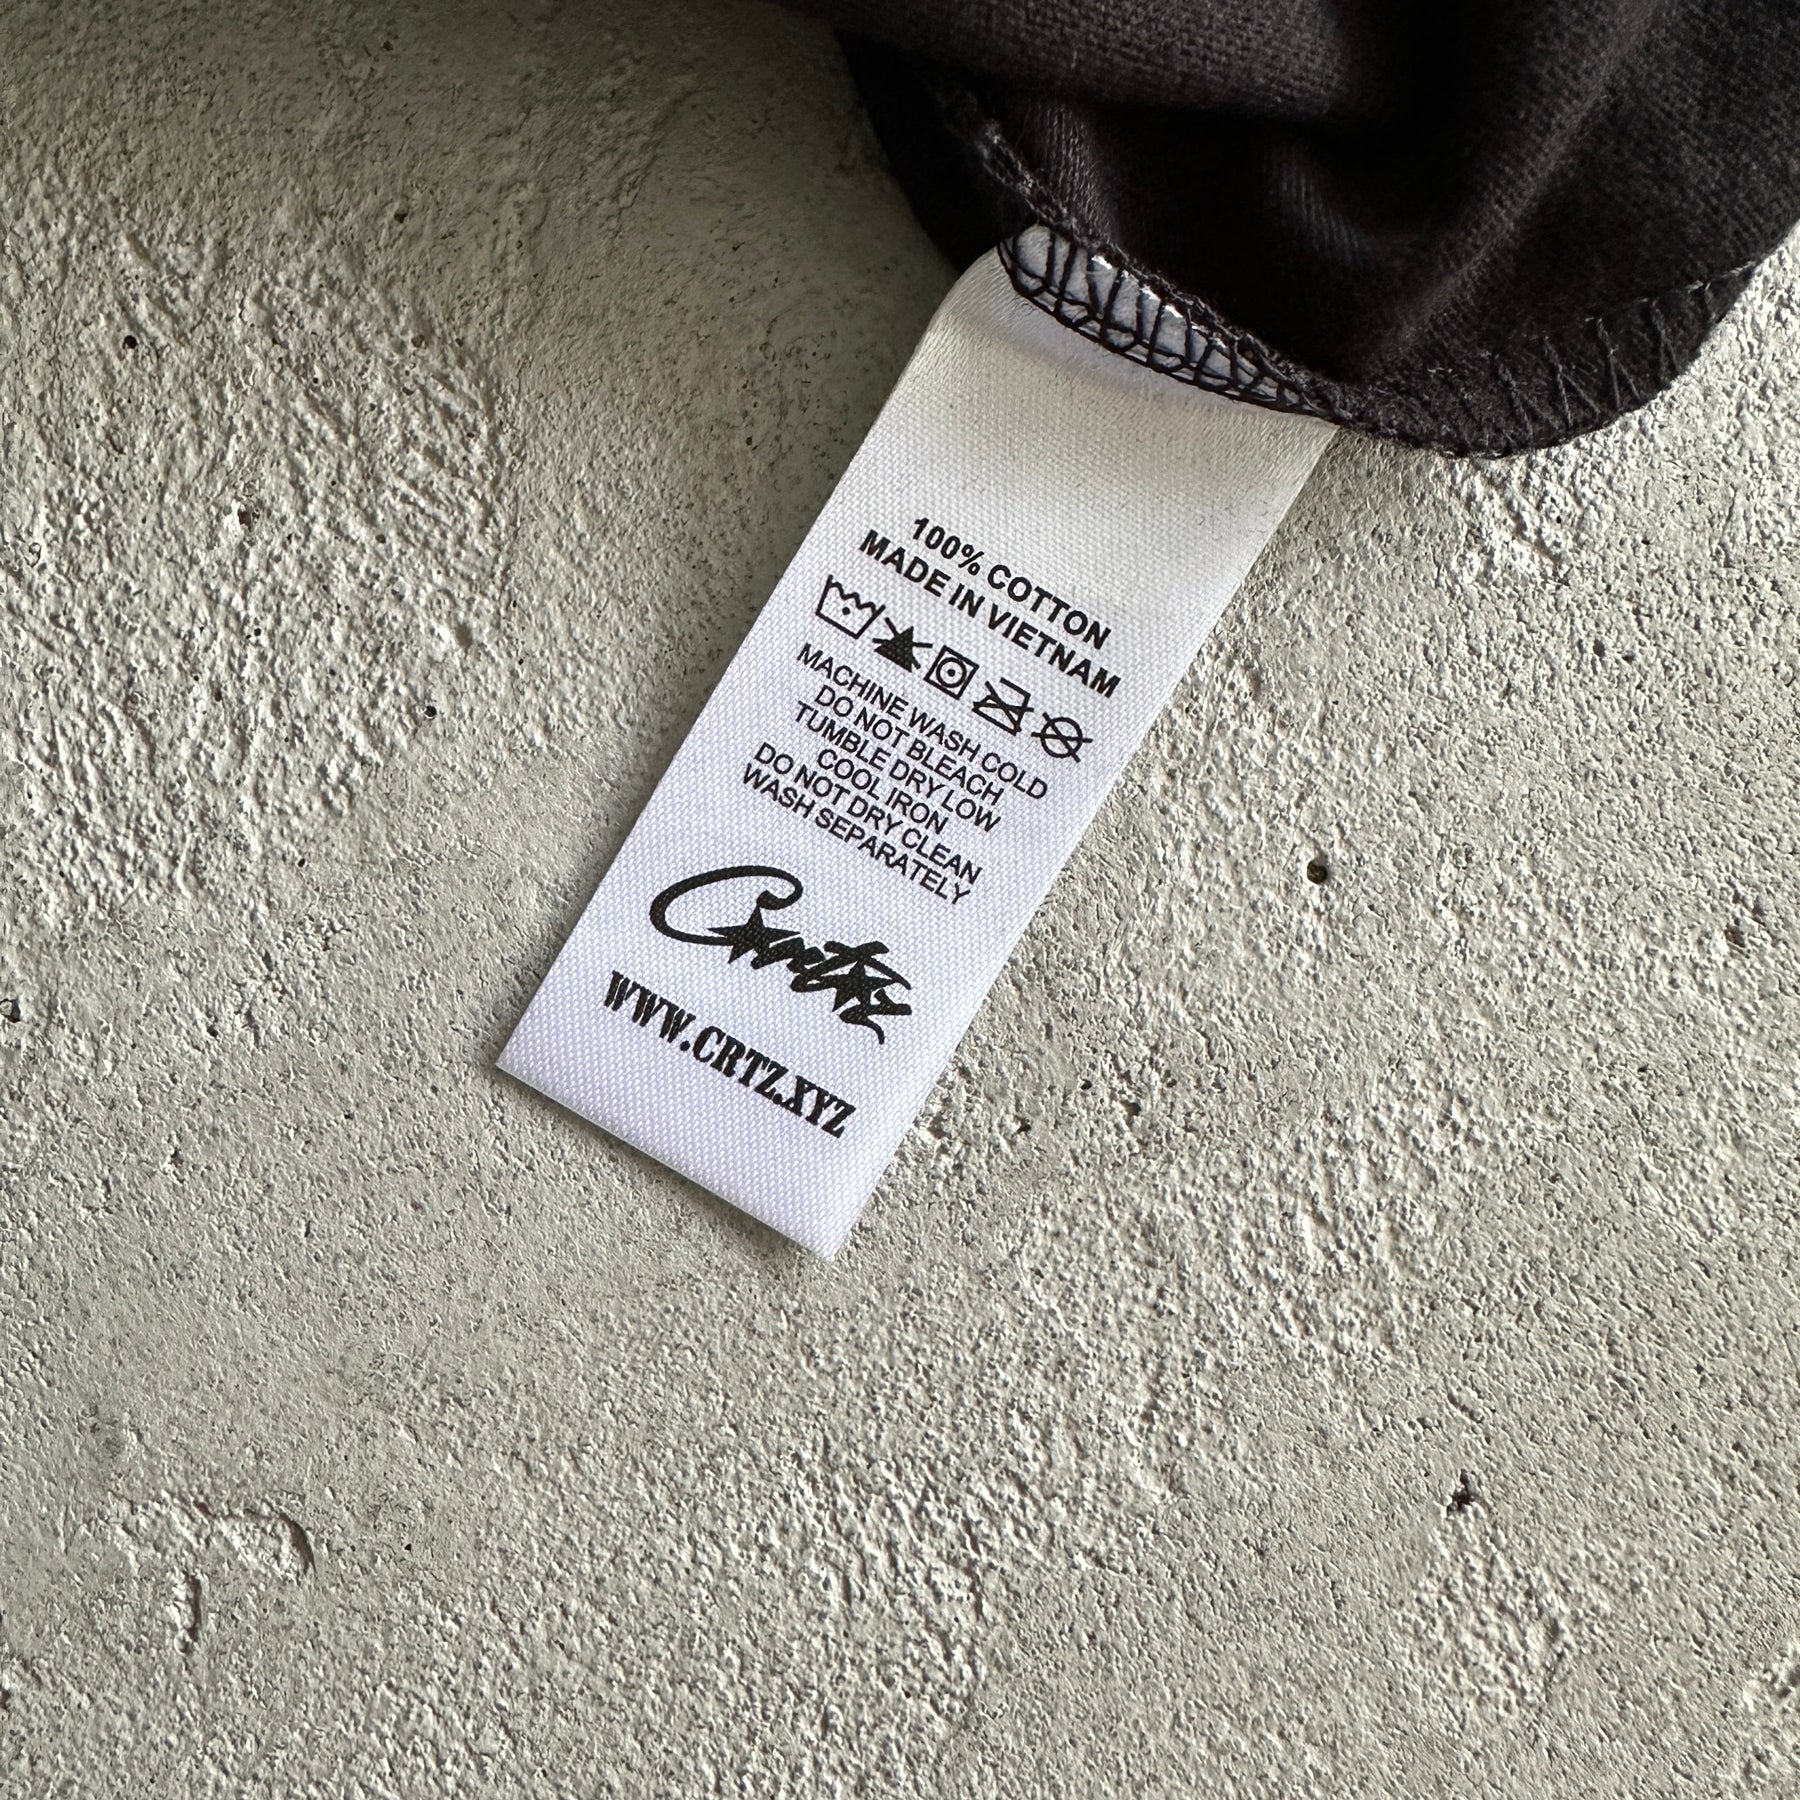 100% COTTON
MADE IN VIETNAM
MACHINE WASH COLD
DO NOT BLEACH
TUMBLE DRY LOW
COOL IRON
DO NOT DRY CLEAN
WASH SEPARATELY
Crtz
WWW.CRTZ.XYZ